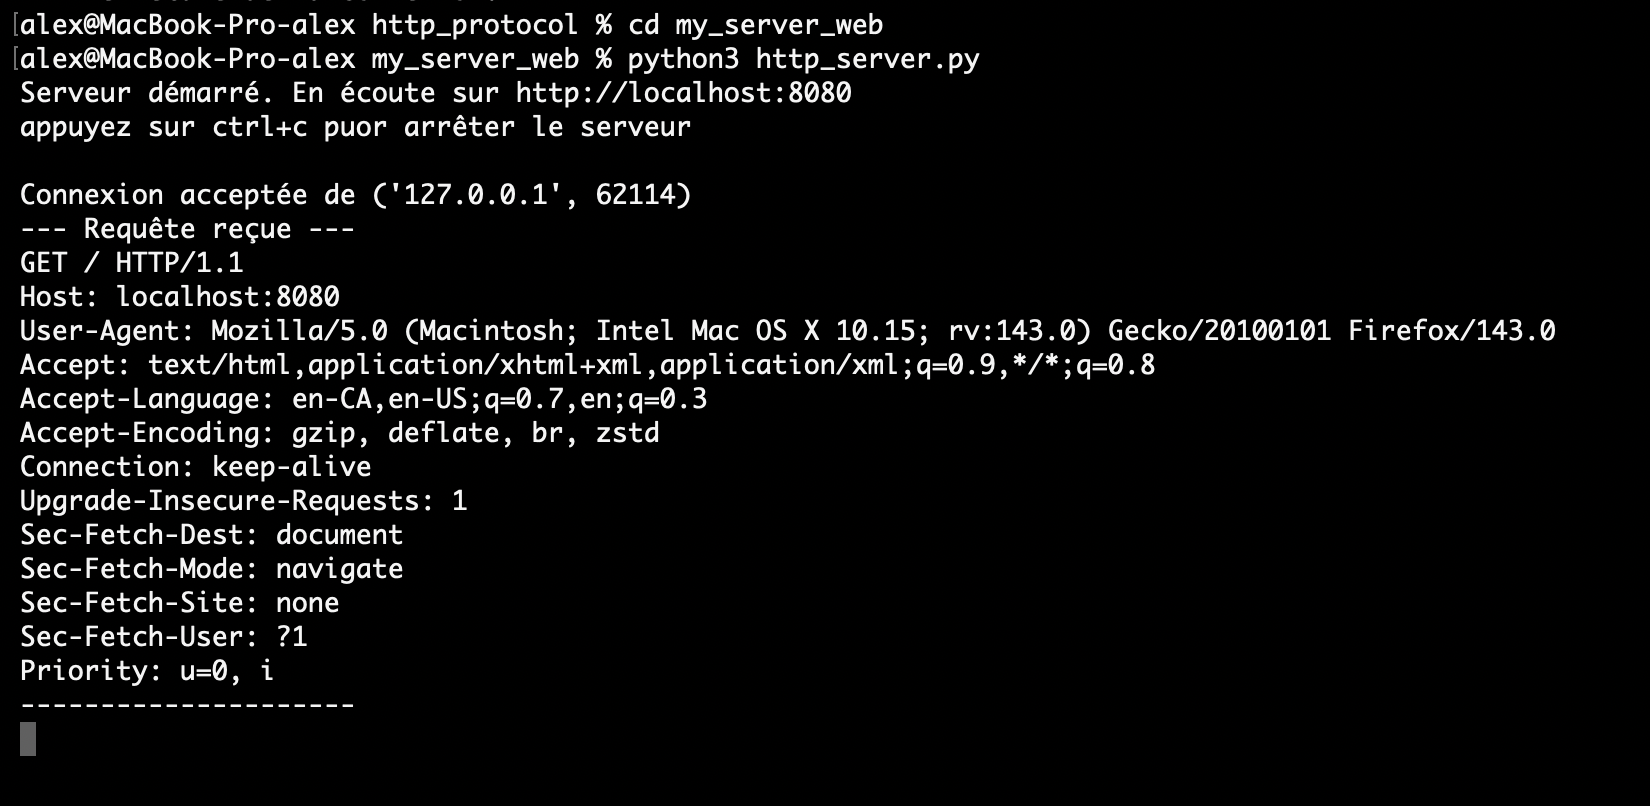 [alex@MacBook-Pro-alex http_protocol % cd my_server_web
[alex@MacBook-Pro-alex my_server_web % python3 http_server.py
Serveur démarré. En écoute sur http://localhost:8080
appuyez sur ctrl+c puor arrêter le serveur
Connexion acceptée de ('127.0.0.1', 62114)
--- Requête reçue ---
GET / HTTP/1.1
Host: localhost:8080
User-Agent: Mozilla/5.0 (Macintosh; Intel Mac OS X 10.15; rv:143.0) Gecko/20100101 Firefox/143.0
Accept: text/html,application/xhtml+xml,application/xml;q=0.9,*/*;q=0.8
Accept-Language: en-CA,en-US;q=0.7,en;q=0.3
Accept-Encoding: gzip, deflate, br, zstd
Connection: keep-alive
Upgrade-Insecure-Requests: 1
Sec-Fetch-Dest: document
Sec-Fetch-Mode: navigate
Sec-Fetch-Site: none
Sec-Fetch-User: ?1
Priority: u=0, i
---------------------